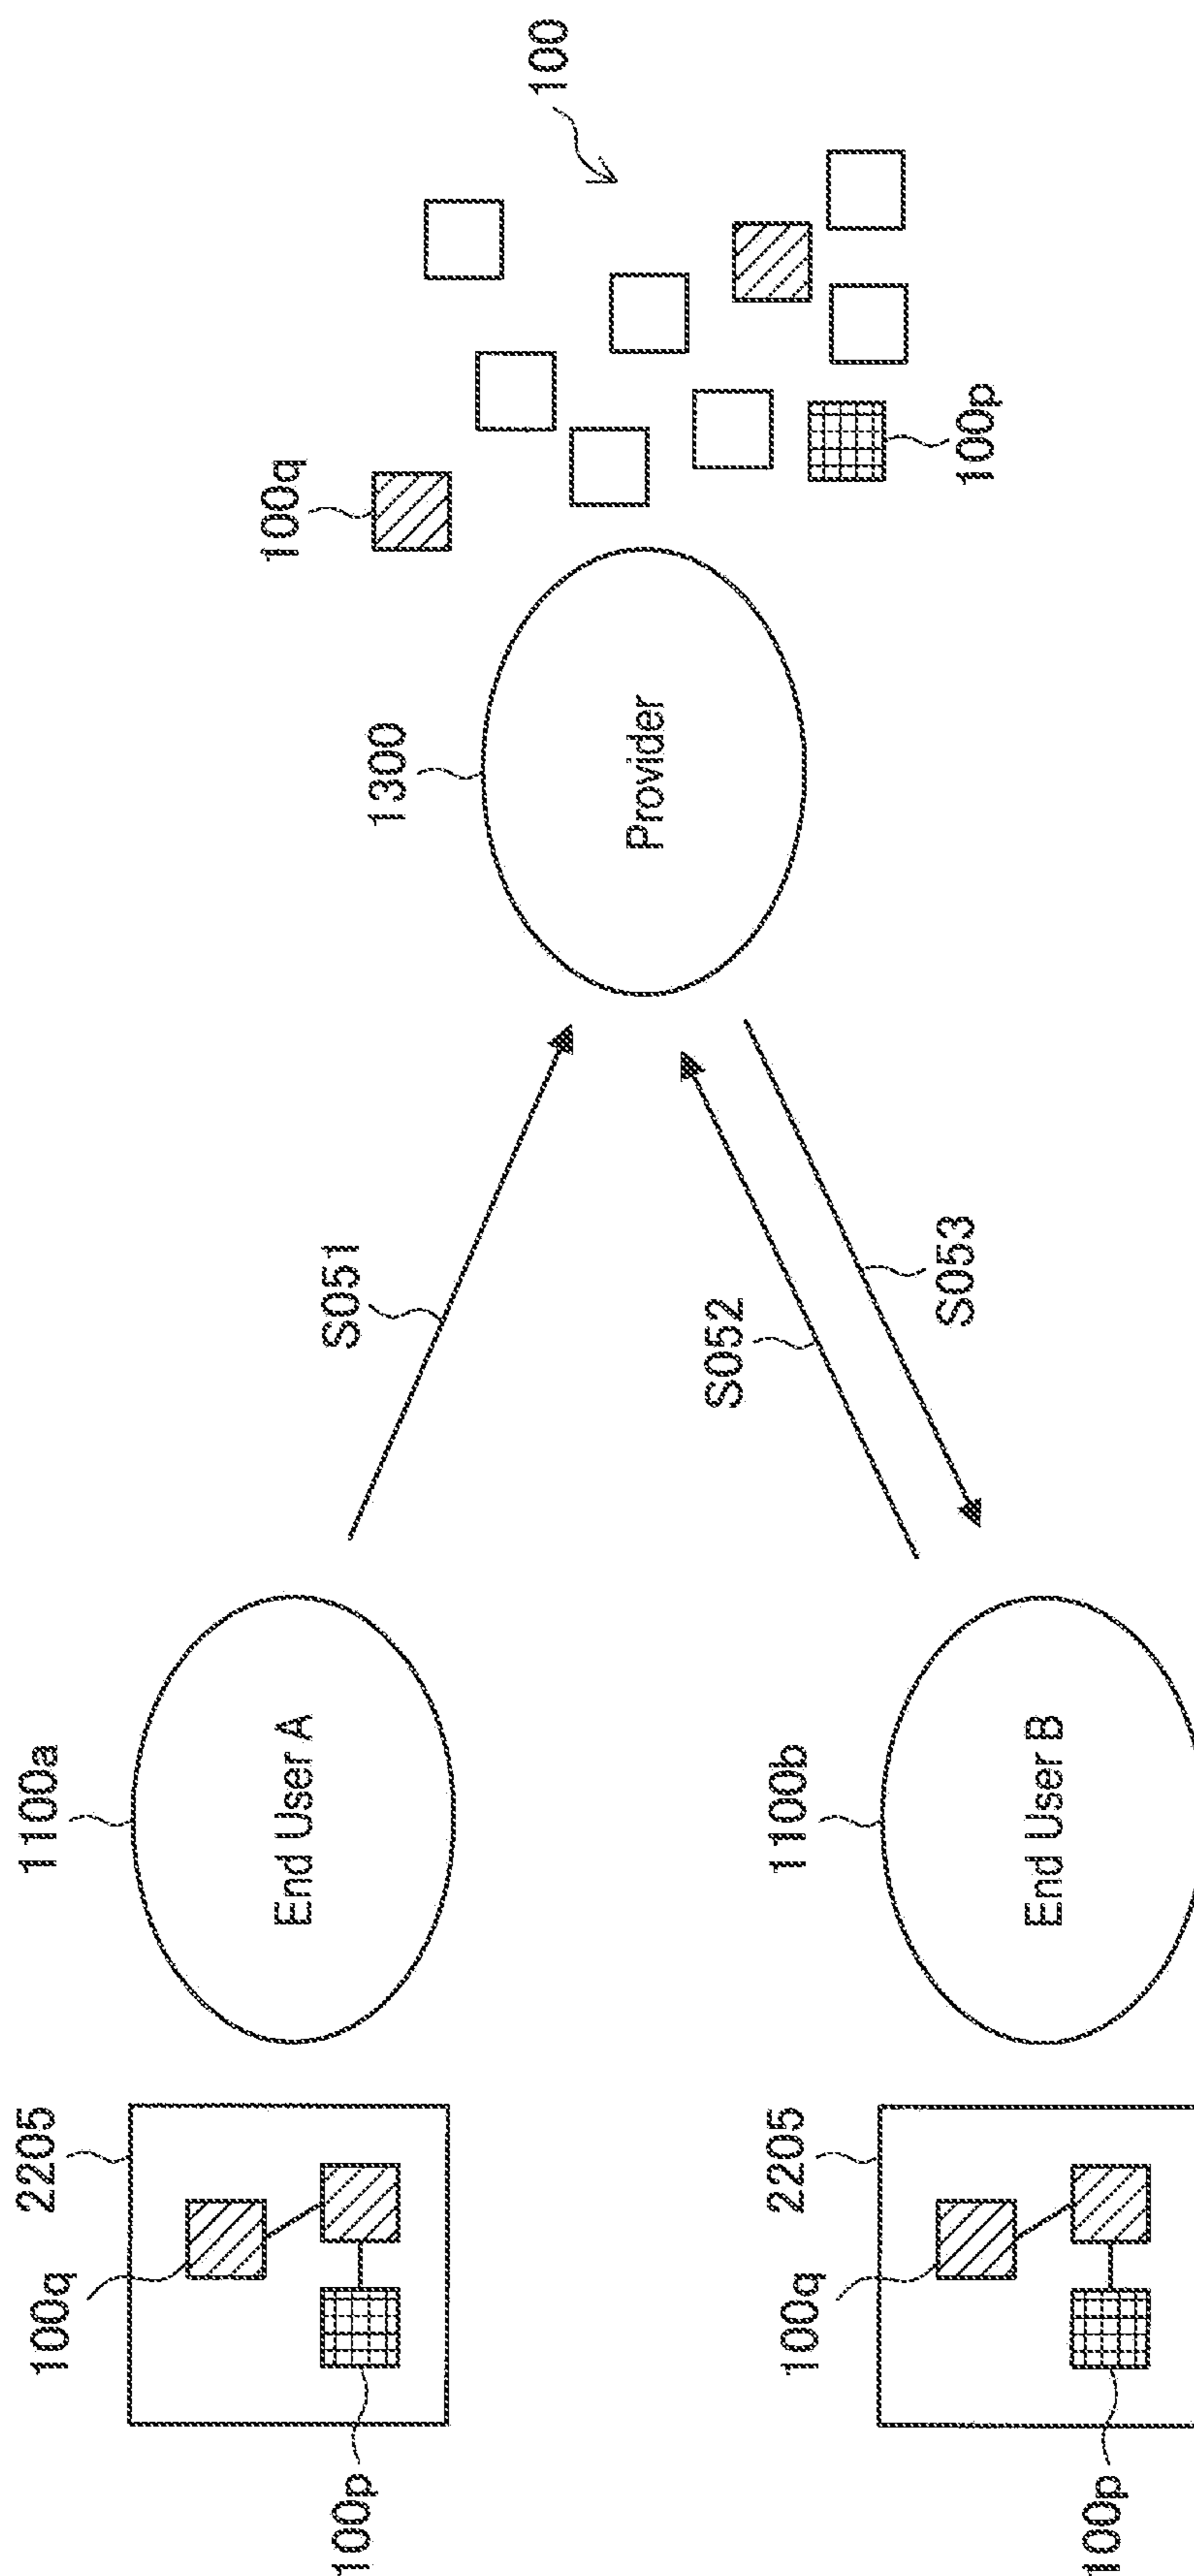 100q
2205
1100a
100p
End User A
S051
1300
Provider
100q
100
100p
S052
S053
100q
2205
1100b
100p
End User B